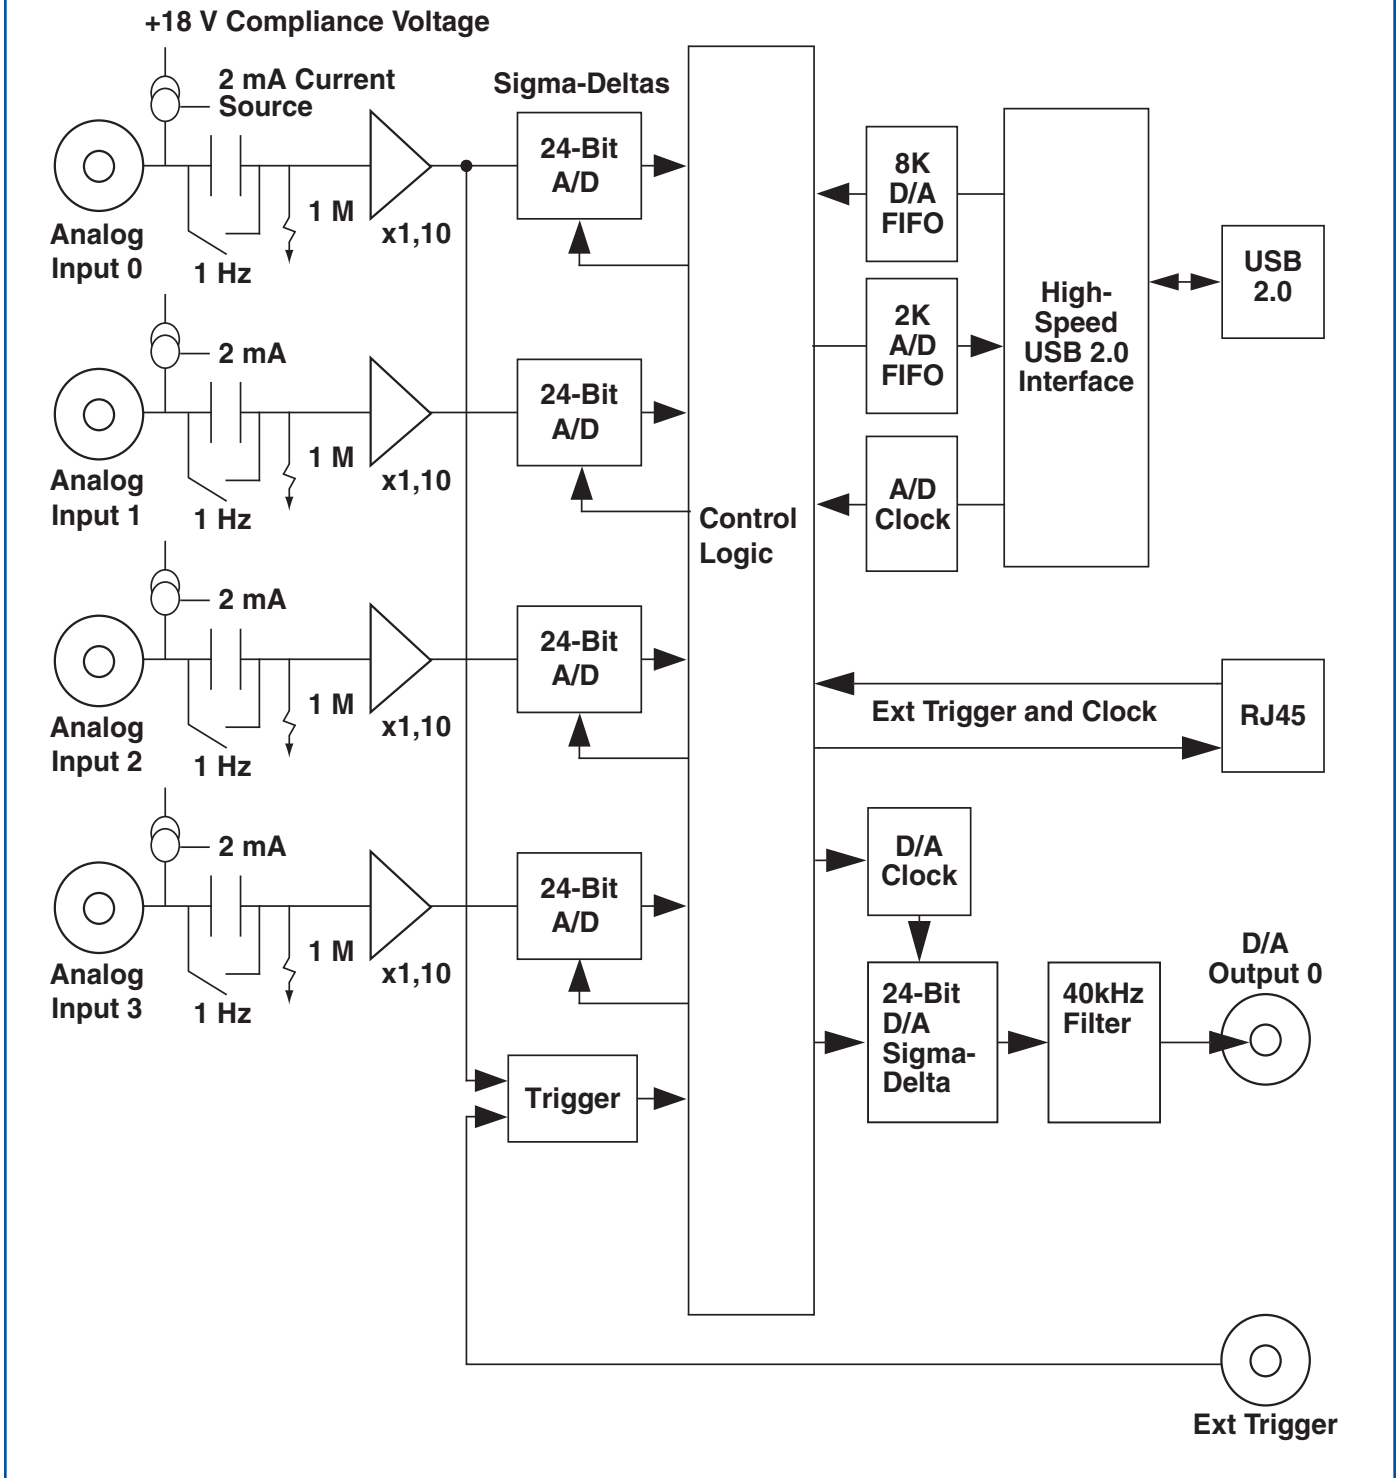 +18 V Compliance Voltage
2 mA Current
Source
Sigma-Deltas
24-Bit
A/D
1 M
x1,10
Analog
Input 0
1 Hz
8K
D/A
FIFO
USB
2.0
High-
Speed
USB 2.0
Interface
2K
A/D
FIFO
2 mA
24-Bit
A/D
1 M
x1,10
Analog
Input 1
1 Hz
A/D
Clock
Control
Logic
2 mA
24-Bit
A/D
1 M
x1,10
Analog
Input 2
1 Hz
Ext Trigger and Clock
RJ45
2 mA
24-Bit
A/D
1 M
x1,10
Analog
Input 3
1 Hz
D/A
Clock
D/A
Output 0
24-Bit
D/A
Sigma-
Delta
40kHz
Filter
Trigger
Ext Trigger